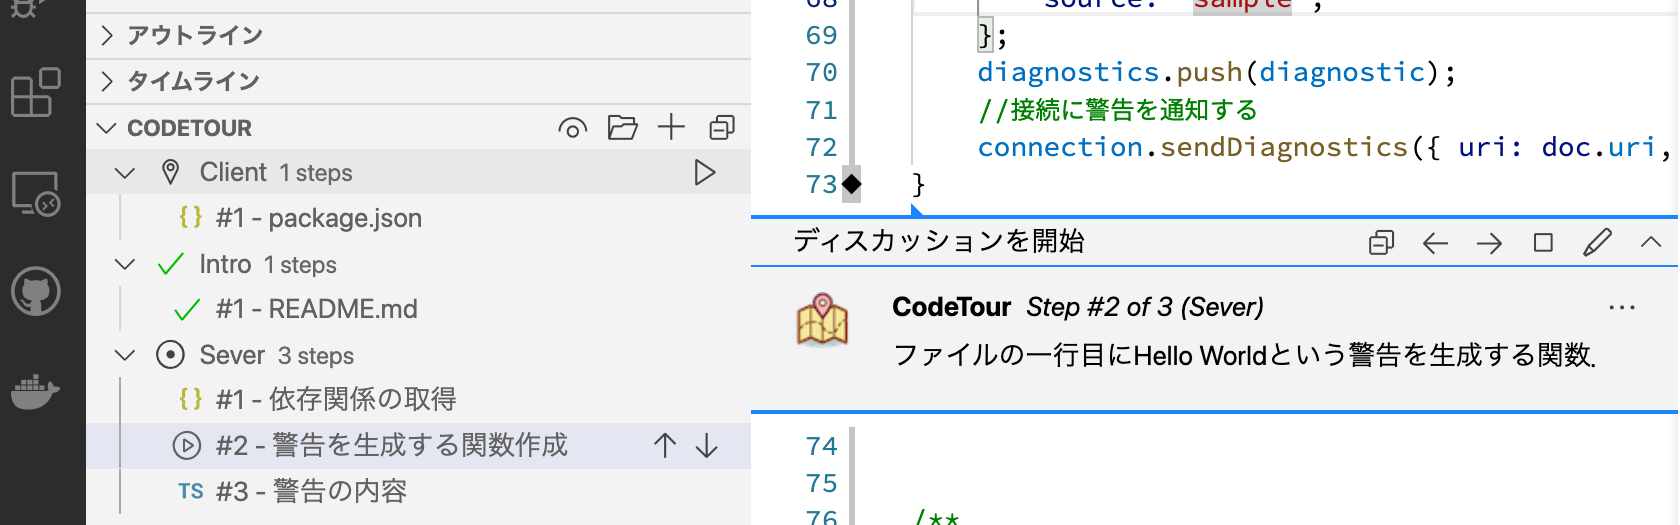 アウトライン
タイムライン
CODETOUR
Client 1 steps
{} #1 - package.json
Intro 1 steps
#1 - README.md
Sever 3 steps
{} #1 - 依存関係の取得
#2 - 警告を生成する関数作成
TS #3 - 警告の内容
68 source: "sample",
69 };
70 diagnostics.push(diagnostic);
71 //接続に警告を通知する
72 connection.sendDiagnostics({ uri: doc.uri,
73 }
ディスカッションを開始
CodeTour Step #2 of 3 (Sever)
ファイルの一行目にHello Worldという警告を生成する関数.
74
75
76 /**